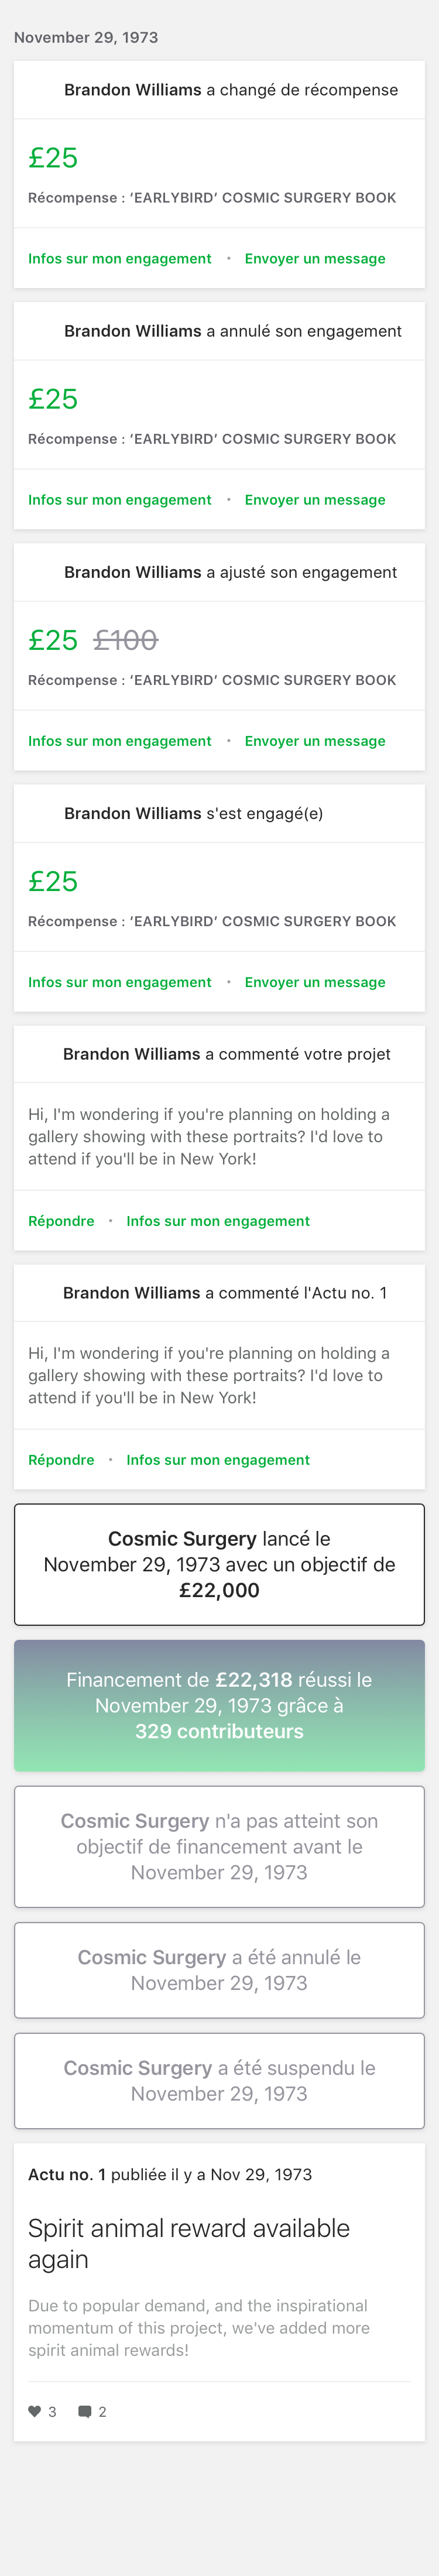 November 29, 1973
Brandon Williams a changé de récompense
£25
Récompense : ‘EARLYBIRD’ COSMIC SURGERY BOOK
Infos sur mon engagement • Envoyer un message
Brandon Williams a annulé son engagement
£25
Récompense : ‘EARLYBIRD’ COSMIC SURGERY BOOK
Infos sur mon engagement • Envoyer un message
Brandon Williams a ajusté son engagement
£25 £100
Récompense : ‘EARLYBIRD’ COSMIC SURGERY BOOK
Infos sur mon engagement • Envoyer un message
Brandon Williams s'est engagé(e)
£25
Récompense : ‘EARLYBIRD’ COSMIC SURGERY BOOK
Infos sur mon engagement • Envoyer un message
Brandon Williams a commenté votre projet
Hi, I'm wondering if you're planning on holding a
gallery showing with these portraits? I'd love to
attend if you'll be in New York!
Répondre • Infos sur mon engagement
Brandon Williams a commenté l'Actu no. 1
Hi, I'm wondering if you're planning on holding a
gallery showing with these portraits? I'd love to
attend if you'll be in New York!
Répondre • Infos sur mon engagement
Cosmic Surgery lancé le
November 29, 1973 avec un objectif de
£22,000
Financement de £22,318 réussi le
November 29, 1973 grâce à
329 contributeurs
Cosmic Surgery n'a pas atteint son
objectif de financement avant le
November 29, 1973
Cosmic Surgery a été annulé le
November 29, 1973
Cosmic Surgery a été suspendu le
November 29, 1973
Actu no. 1 publiée il y a Nov 29, 1973
Spirit animal reward available
again
Due to popular demand, and the inspirational
momentum of this project, we've added more
spirit animal rewards!
3 2